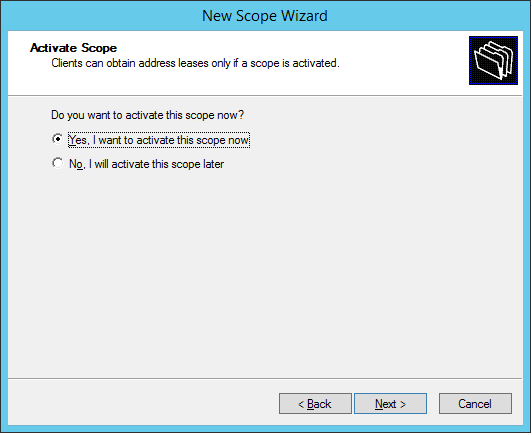 New Scope Wizard
Activate Scope
Clients can obtain address leases only if a scope is activated.
Do you want to activate this scope now?
Yes, I want to activate this scope now
No, I will activate this scope later
< Back
Next >
Cancel